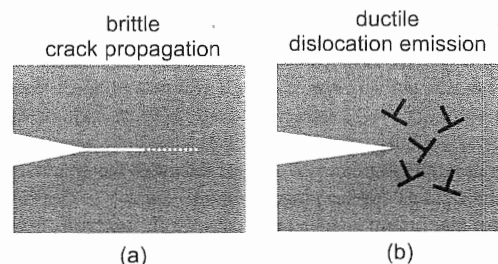 brittle
crack propagation
ductile
dislocation emission
(a)
(b)